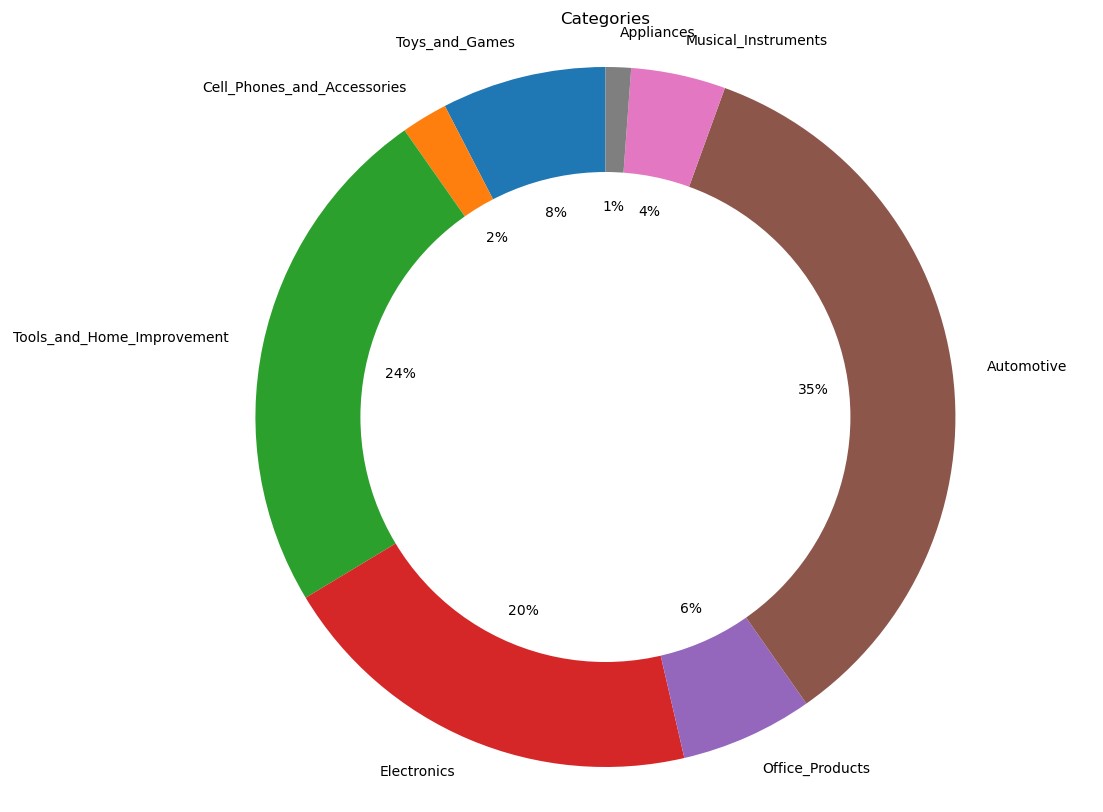 Categories
Appliances
Musical_Instruments
Toys_and_Games
Cell_Phones_and_Accessories
8%
1%
4%
2%
Tools_and_Home_Improvement
24%
Automotive
35%
20%
6%
Electronics
Office_Products